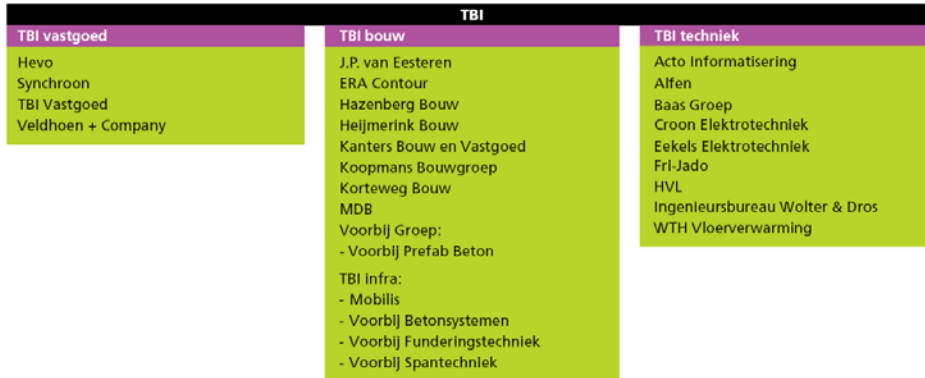 TBI
TBI vastgoed
Hevo
Synchroon
TBI Vastgoed
Veldhoen + Company
TBI bouw
J.P. van Eesteren
ERA Contour
Hazenberg Bouw
Heijmerink Bouw
Kanters Bouw en Vastgoed
Koopmans Bouwgroep
Korteweg Bouw
MDB
Voorbij Groep:
- Voorbij Prefab Beton
TBI infra:
- Mobilis
- Voorbij Betonsystemen
- Voorbij Funderingstechniek
- Voorbij Spantechniek
TBI techniek
Acto Informatisering
Alfen
Baas Groep
Croon Elektrotechniek
Eekels Elektrotechniek
Fri-Jado
HVL
Ingenieursbureau Wolter & Dros
WTH Vloerverwarming